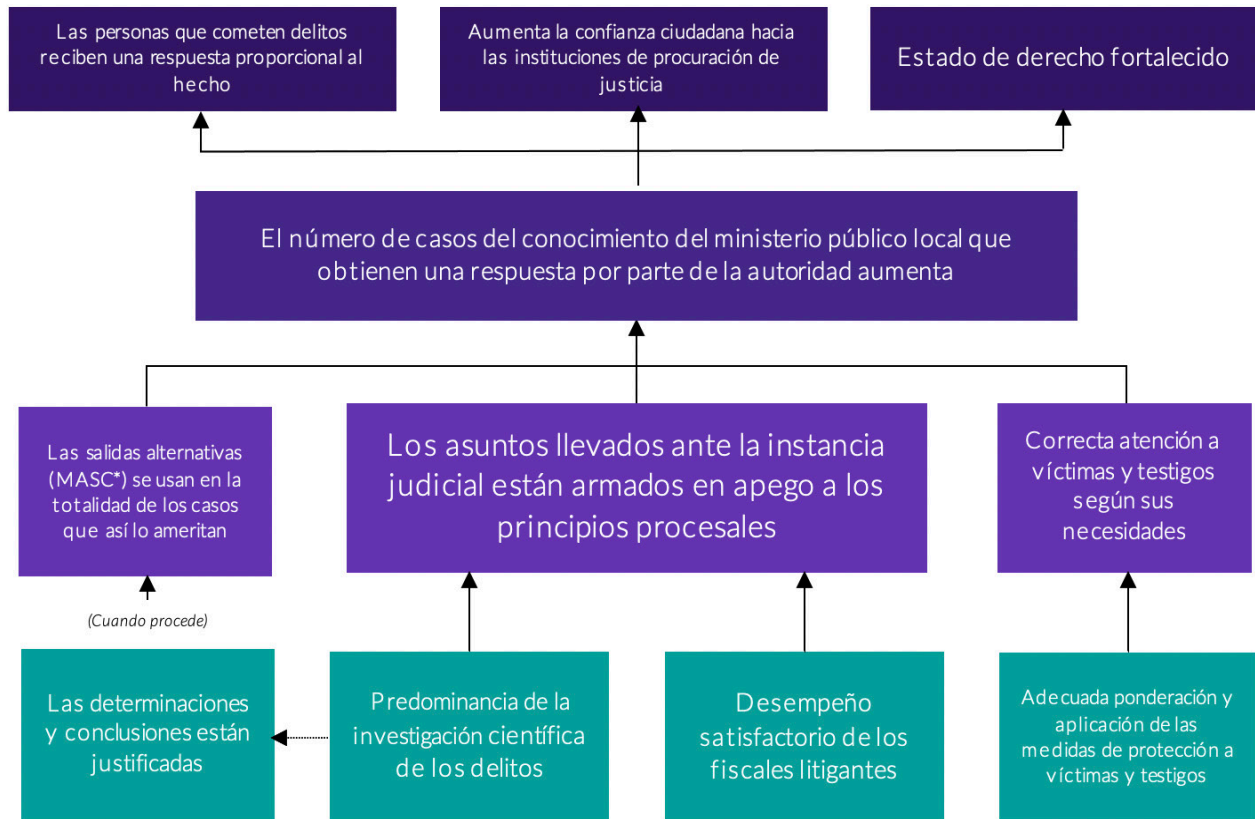 Las personas que cometen delitos
reciben una respuesta proporcional al
hecho
Aumenta la confianza ciudadana hacia
las instituciones de procuración de
justicia
Estado de derecho fortalecido
El número de casos del conocimiento del ministerio público local que
obtienen una respuesta por parte de la autoridad aumenta
Las salidas alternativas
(MASC*) se usan en la
totalidad de los casos
que así lo ameritan
Los asuntos llevados ante la instancia
judicial están armados en apego a los
principios procesales
Correcta atención a
víctimas y testigos
según sus
necesidades
(Cuando procede)
Las determinaciones
y conclusiones están
justificadas
Predominancia de la
investigación científica
de los delitos
Desempeño
satisfactorio de los
fiscales litigantes
Adecuada ponderación y
aplicación de las
medidas de protección a
víctimas y testigos